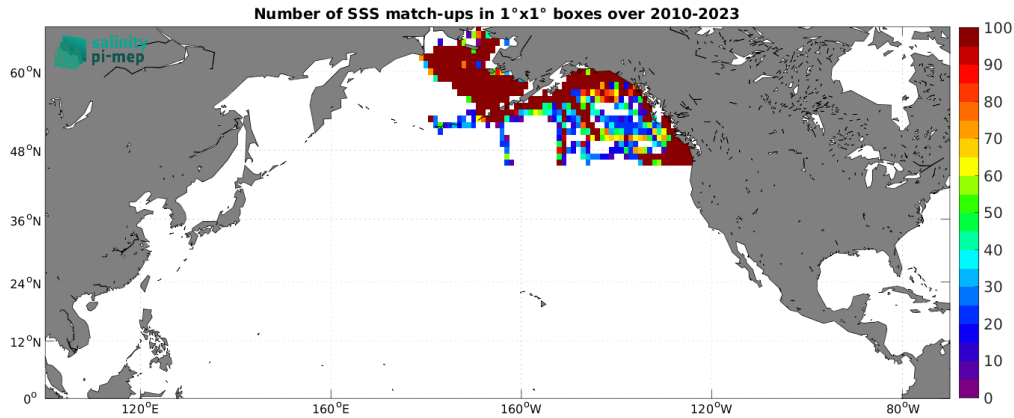 Number of SSS match-ups in 1°x1° boxes over 2010-2023
salinity
pi-mep
60°N
48°N
36°N
24°N
12°N
0°
120°E
160°E
160°W
120°W
80°W
100
90
80
70
60
50
40
30
20
10
0